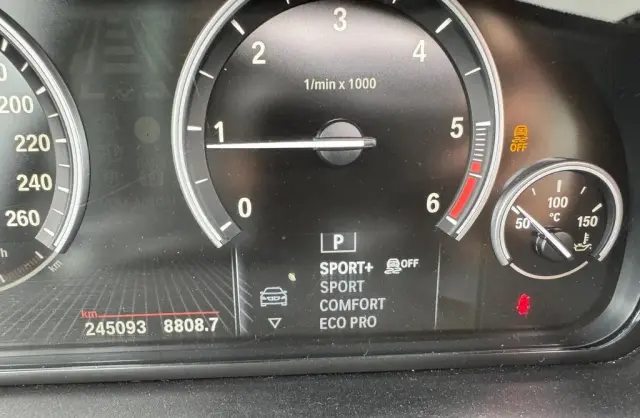 200
220
240
260
km
km
245093 8808.7
0
1
2
3
4
5
6
1/min x 1000
P
SPORT+ OFF
SPORT
COMFORT
ECO PRO
OFF
50
100
150
°C